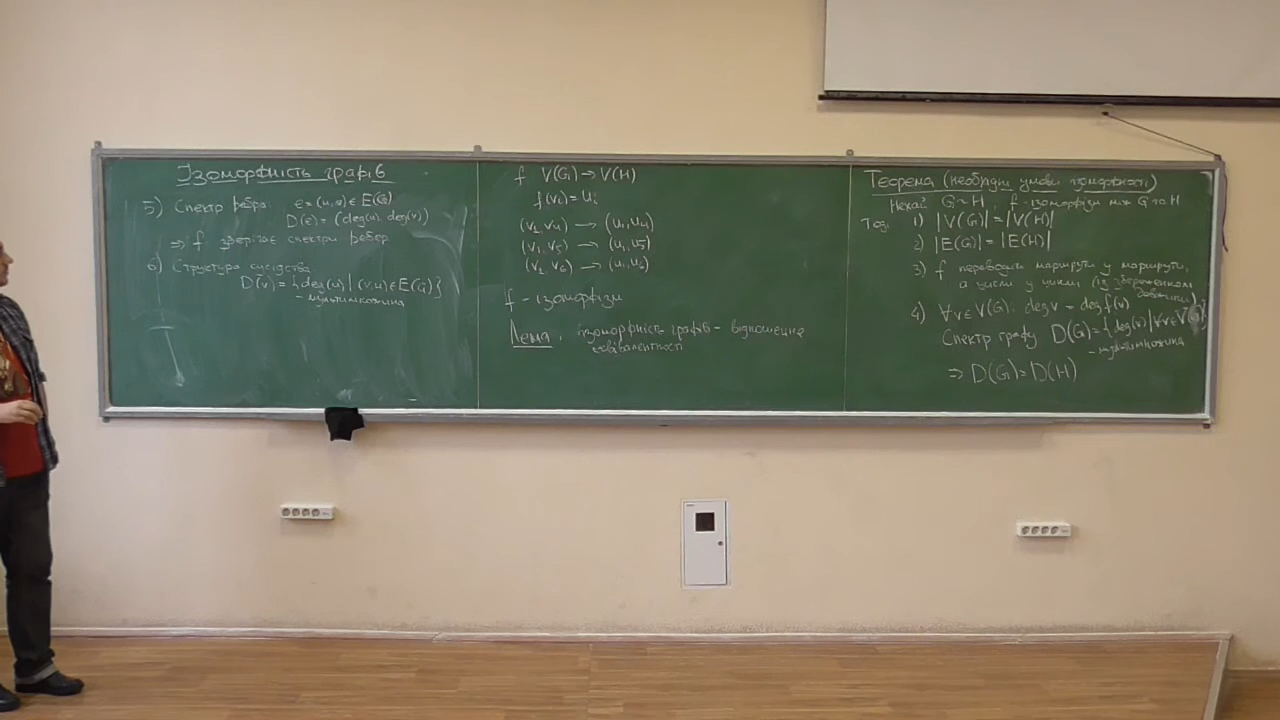 Ізоморфність графів
5) Спектр ребра: e=(u,v)∈E(G)
D(e)=(deg(u), deg(v))
⇒ f зберігає спектри ребер
6) Структура сусідства
D(v)={deg(u) | (v,u)∈E(G)}
- мультимножина
f V(G)→V(H)
f(vi)=ui
(v1,v4) → (u1,u4)
(v1,v5) → (u1,u5)
(v1,v6) → (u1,u6)
f-ізоморфізм
Лема: ізоморфність графів - відношення
еквівалентності
Теорема (необхідні умови ізоморфності)
Нехай G≃H, f-ізоморфізм між G та H
Тоді 1) |V(G)|=|V(H)|
2) |E(G)|=|E(H)|
3) f переводить маршрути у маршрути,
а цикли у цикли (із збереженням
довжини)
4) ∀v∈V(G): deg v = deg f(v)
Спектр графу D(G)={deg(v) | ∀v∈V(G)}
- мультимножина
⇒ D(G)=D(H)